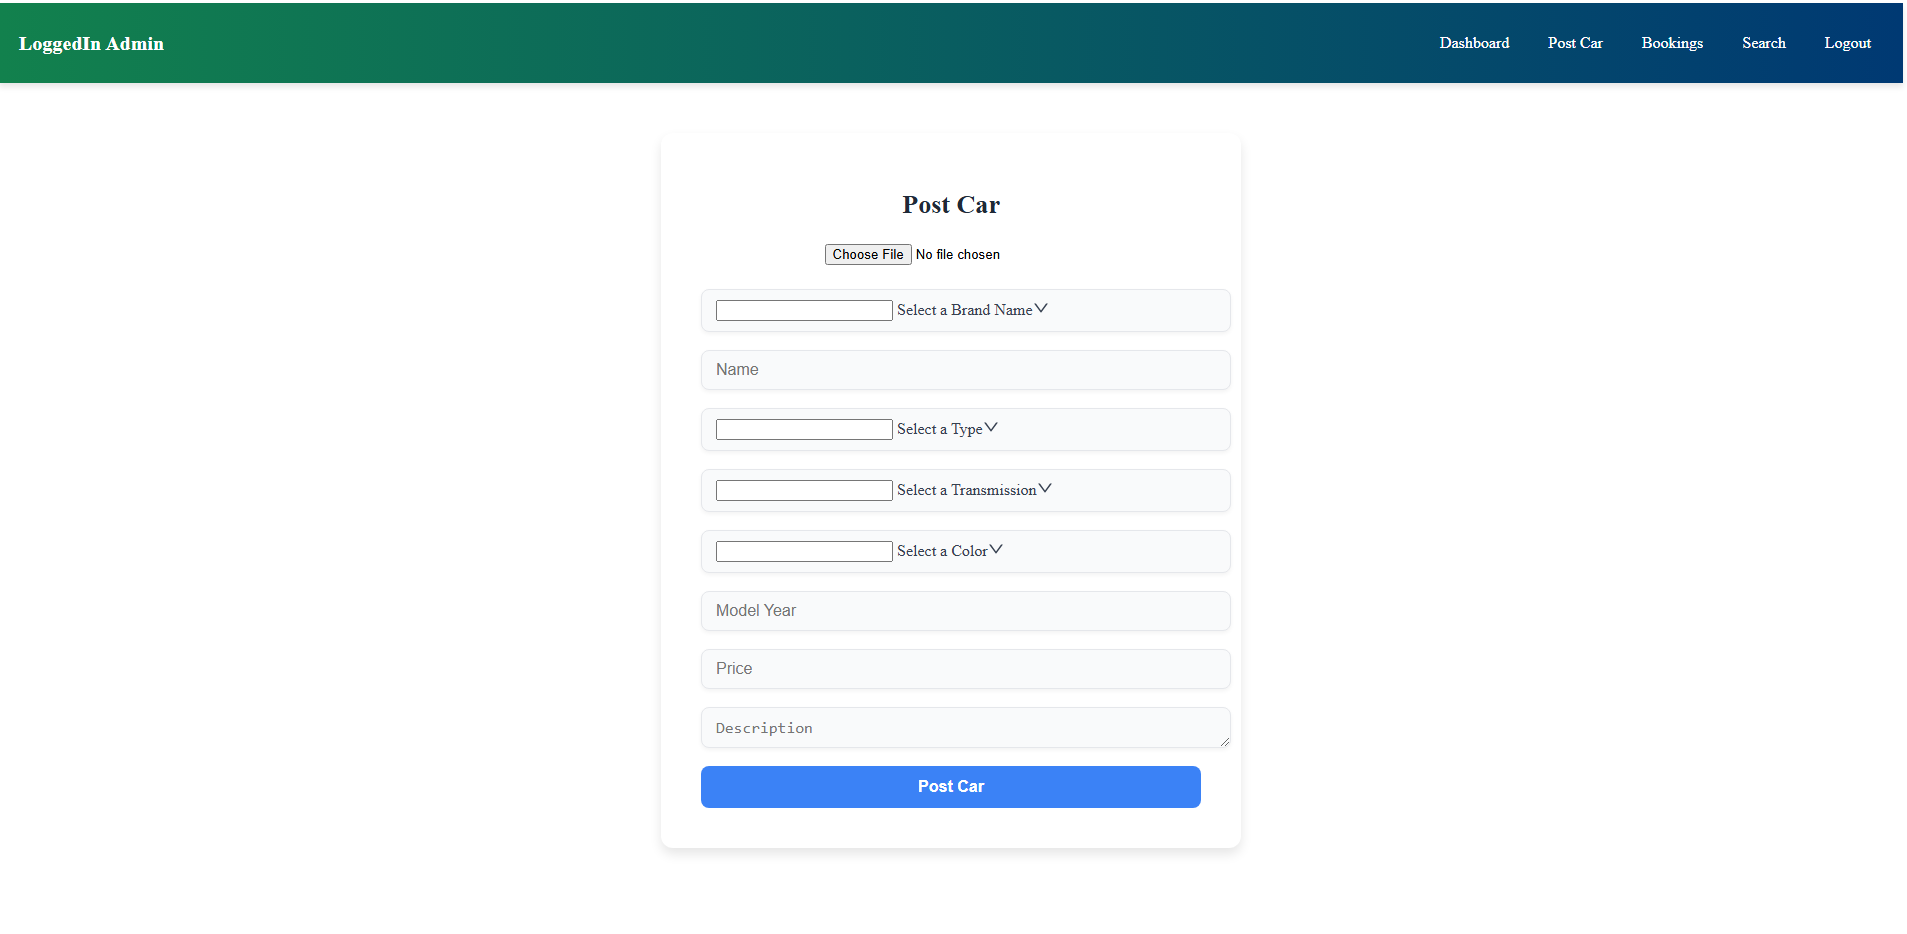 LoggedIn Admin
Dashboard Post Car Bookings Search Logout
Post Car
Choose File No file chosen
Select a Brand Name
Name
Select a Type
Select a Transmission
Select a Color
Model Year
Price
Description
Post Car